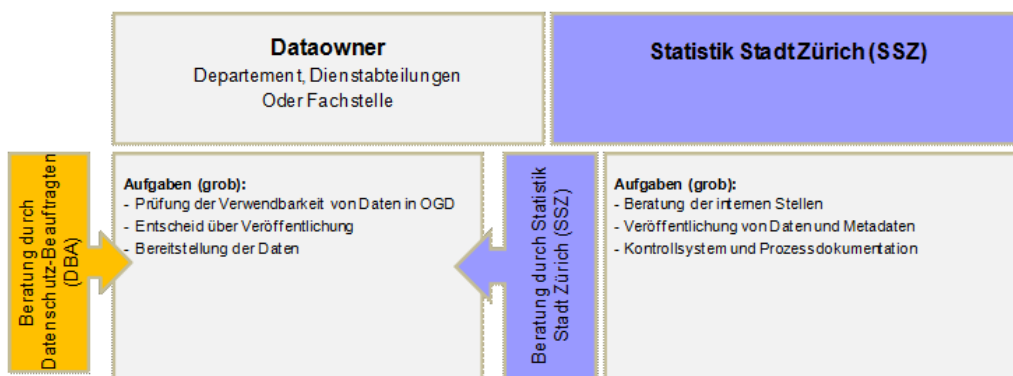 Dataowner
Departement, Dienstabteilungen
Oder Fachstelle
Statistik Stadt Zürich (SSZ)
Beratung durch
Datenschutz-Beauftragten
(DBA)
Aufgaben (grob):
- Prüfung der Verwendbarkeit von Daten in OGD
- Entscheid über Veröffentlichung
- Bereitstellung der Daten
Beratung durch Statistik
Stadt Zürich (SSZ)
Aufgaben (grob):
- Beratung der internen Stellen
- Veröffentlichung von Daten und Metadaten
- Kontrollsystem und Prozessdokumentation